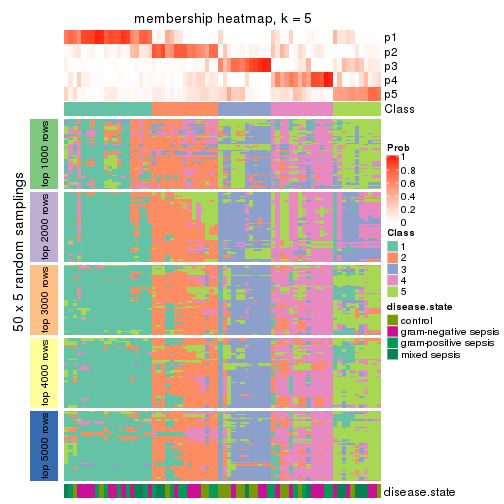 membership heatmap, k = 5
p1
p2
p3
p4
p5
Class
50 x 5 random samplings
top 1000 rows
top 2000 rows
top 3000 rows
top 4000 rows
top 5000 rows
disease.state
Prob
1
0.8
0.6
0.4
0.2
0
Class
1
2
3
4
5
disease.state
control
gram-negative sepsis
gram-positive sepsis
mixed sepsis